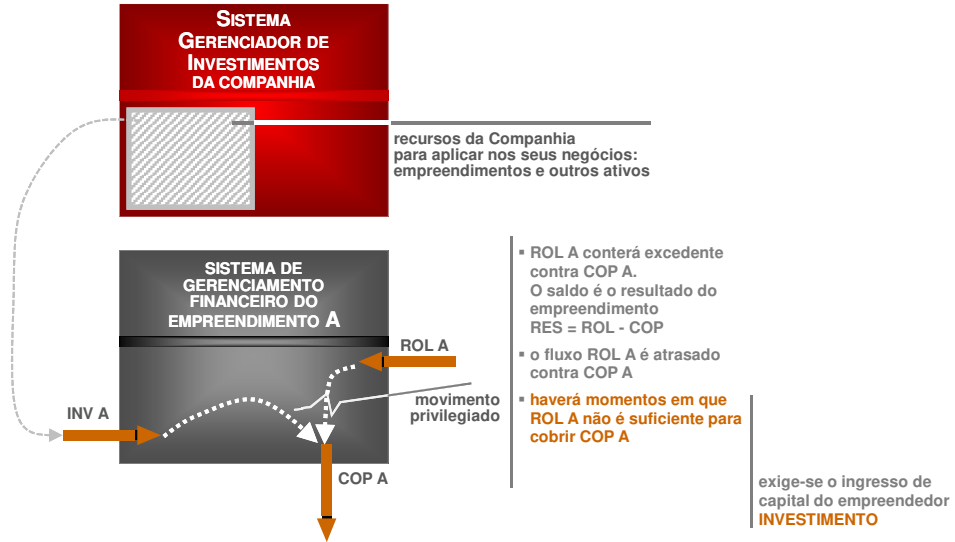 SISTEMA
GERENCIADOR DE
INVESTIMENTOS
DA COMPANHIA
recursos da Companhia
para aplicar nos seus negócios:
empreendimentos e outros ativos
SISTEMA DE
GERENCIAMENTO
FINANCEIRO DO
EMPREENDIMENTO A
ROL A
movimento
privilegiado
INV A
COP A
▪ ROL A conterá excedente
contra COP A.
O saldo é o resultado do
empreendimento
RES = ROL - COP
▪ o fluxo ROL A é atrasado
contra COP A
▪ haverá momentos em que
ROL A não é suficiente para
cobrir COP A
exige-se o ingresso de
capital do empreendedor
INVESTIMENTO